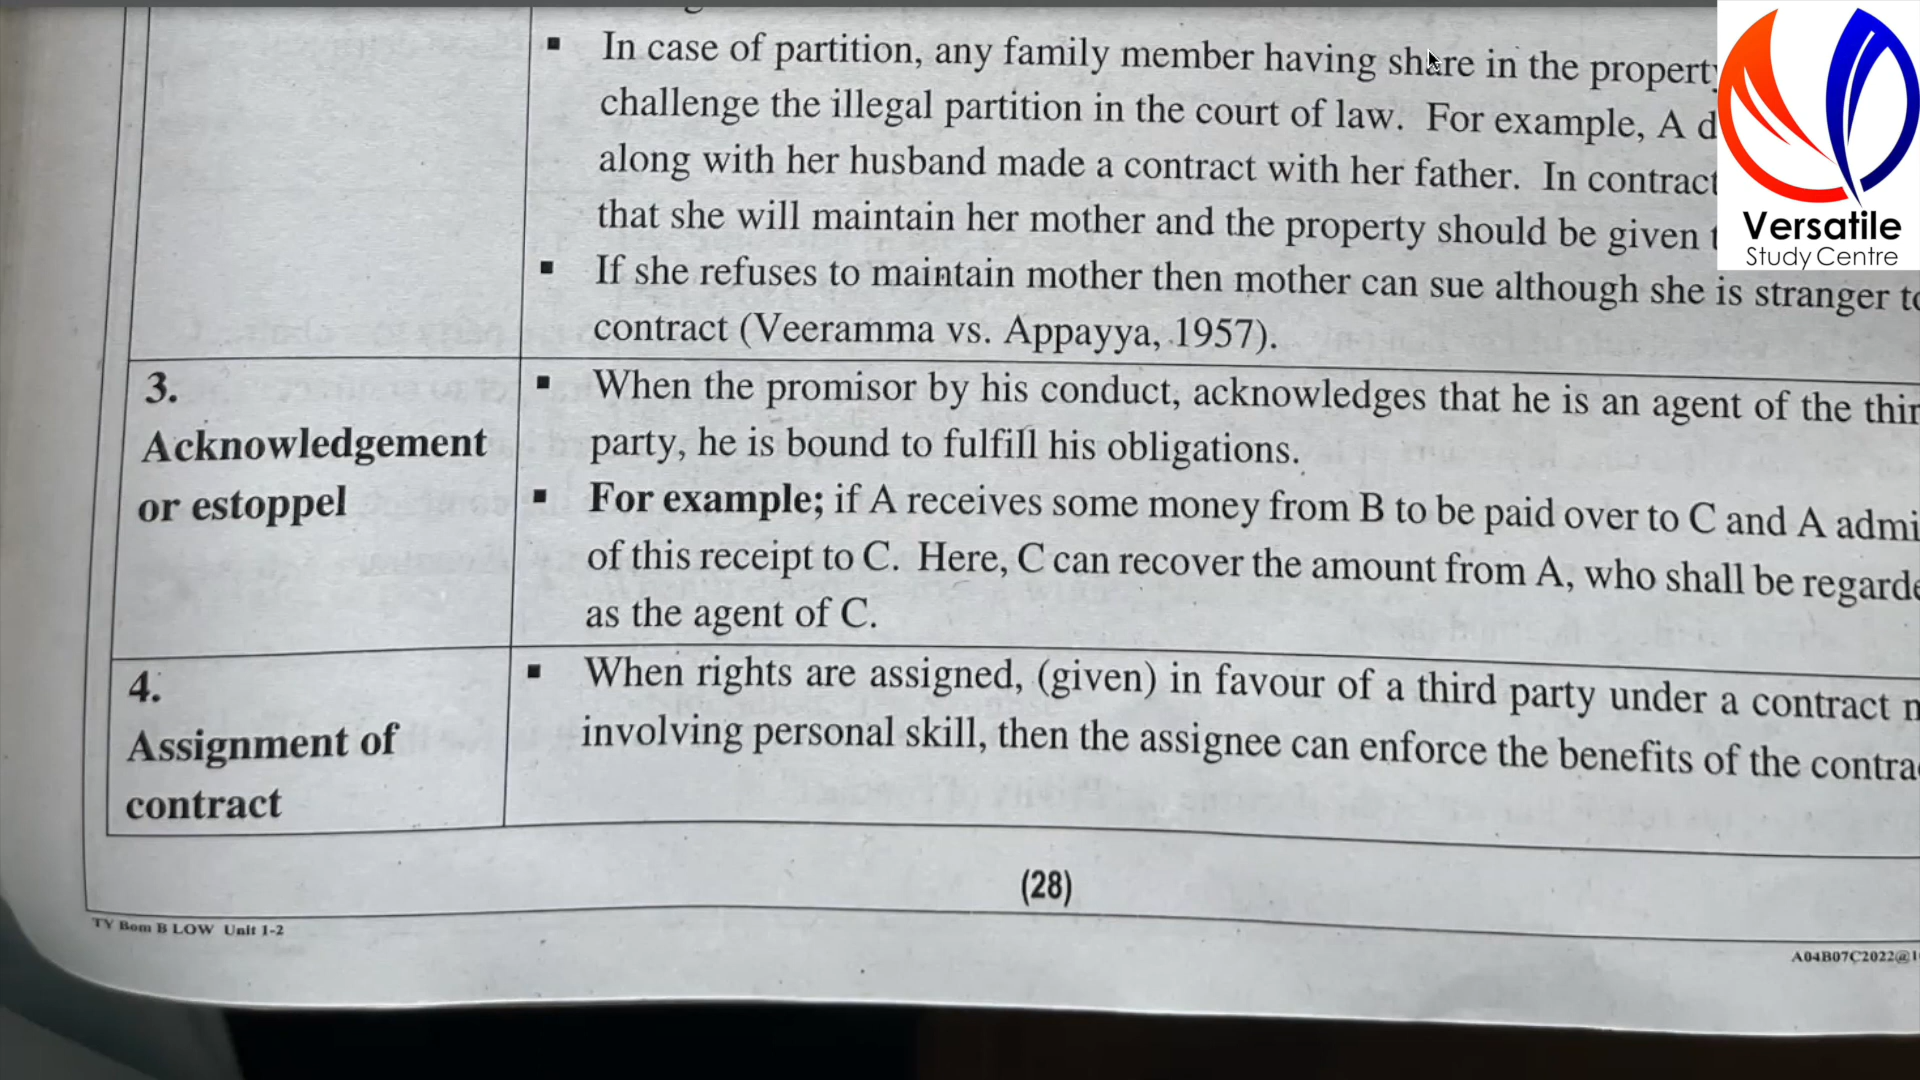 In case of partition, any family member having share in the property
challenge the illegal partition in the court of law. For example, A
along with her husband made a contract with her father. In contract
that she will maintain her mother and the property should be given
If she refuses to maintain mother then mother can sue although she is stranger to
contract (Veeramma vs. Appayya, 1957).
3.
Acknowledgement
or estoppel
When the promisor by his conduct, acknowledges that he is an agent of the
party, he is bound to fulfill his obligations.
For example; if A receives some money from B to be paid over to C and A
of this receipt to C. Here, C can recover the amount from A, who shall be
as the agent of C.
4.
Assignment of
contract
When rights are assigned, (given) in favour of a third party under a contract
involving personal skill, then the assignee can enforce the benefits of the
(28)
TY Bom B LOW Unit 1-2
Versatile
Study Centre